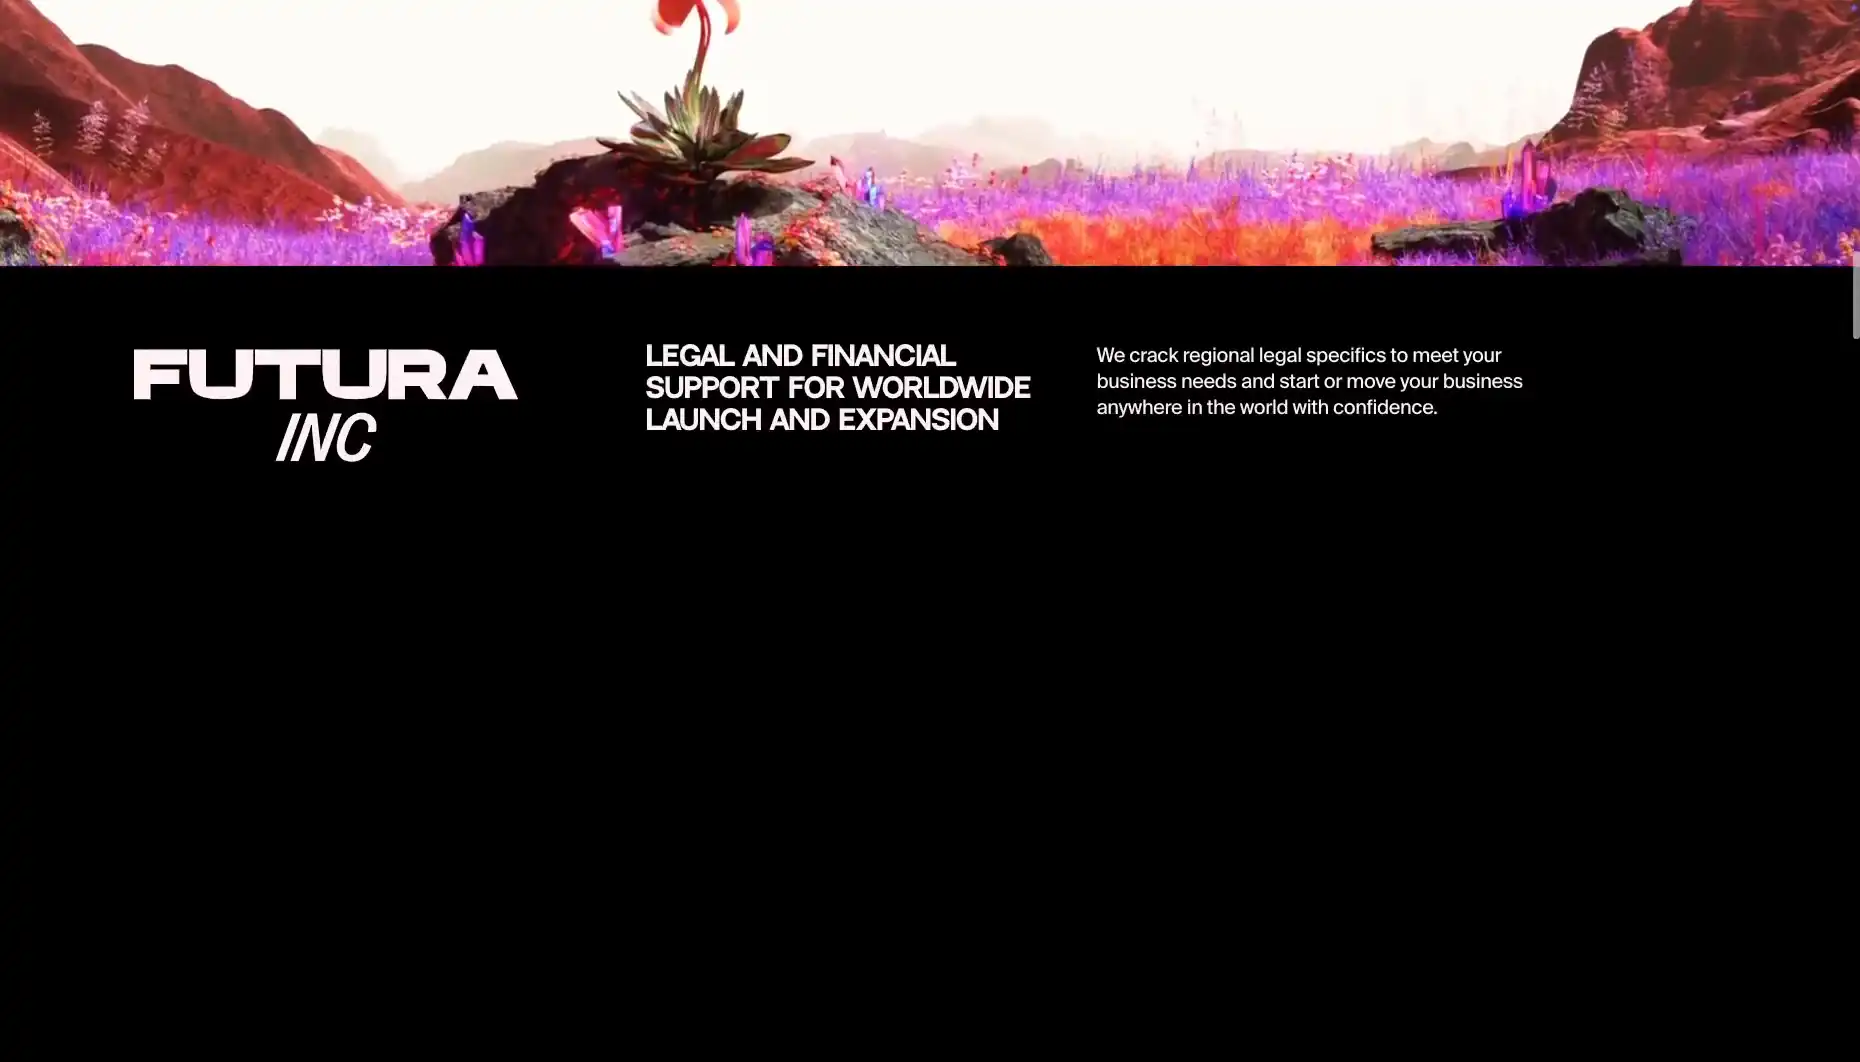 FUTURA
INC
LEGAL AND FINANCIAL
SUPPORT FOR WORLDWIDE
LAUNCH AND EXPANSION
We crack regional legal specifics to meet your
business needs and start or move your business
anywhere in the world with confidence.